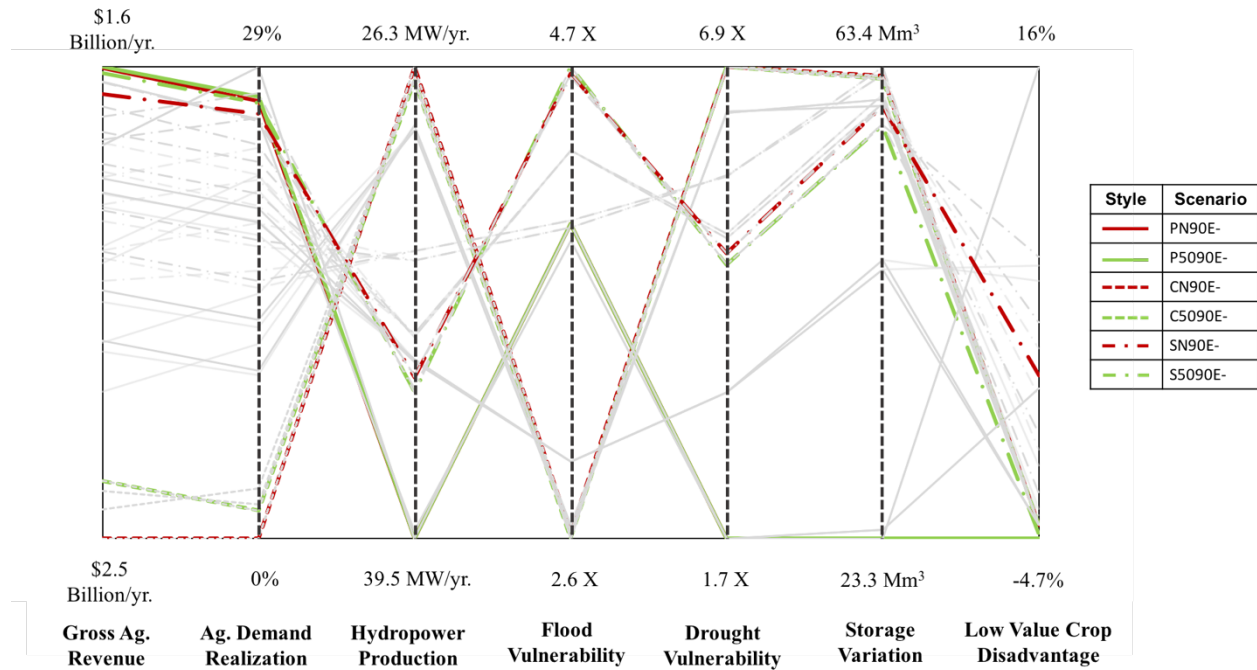 $1.6
Billion/yr.
29%
26.3 MW/yr.
4.7 X
6.9 X
63.4 Mm³
16%
Style Scenario
PN90E-
P5090E-
CN90E-
C5090E-
SN90E-
S5090E-
$2.5
Billion/yr.
0%
39.5 MW/yr.
2.6 X
1.7 X
23.3 Mm³
-4.7%
Gross Ag.
Revenue
Ag. Demand
Realization
Hydropower
Production
Flood
Vulnerability
Drought
Vulnerability
Storage
Variation
Low Value Crop
Disadvantage